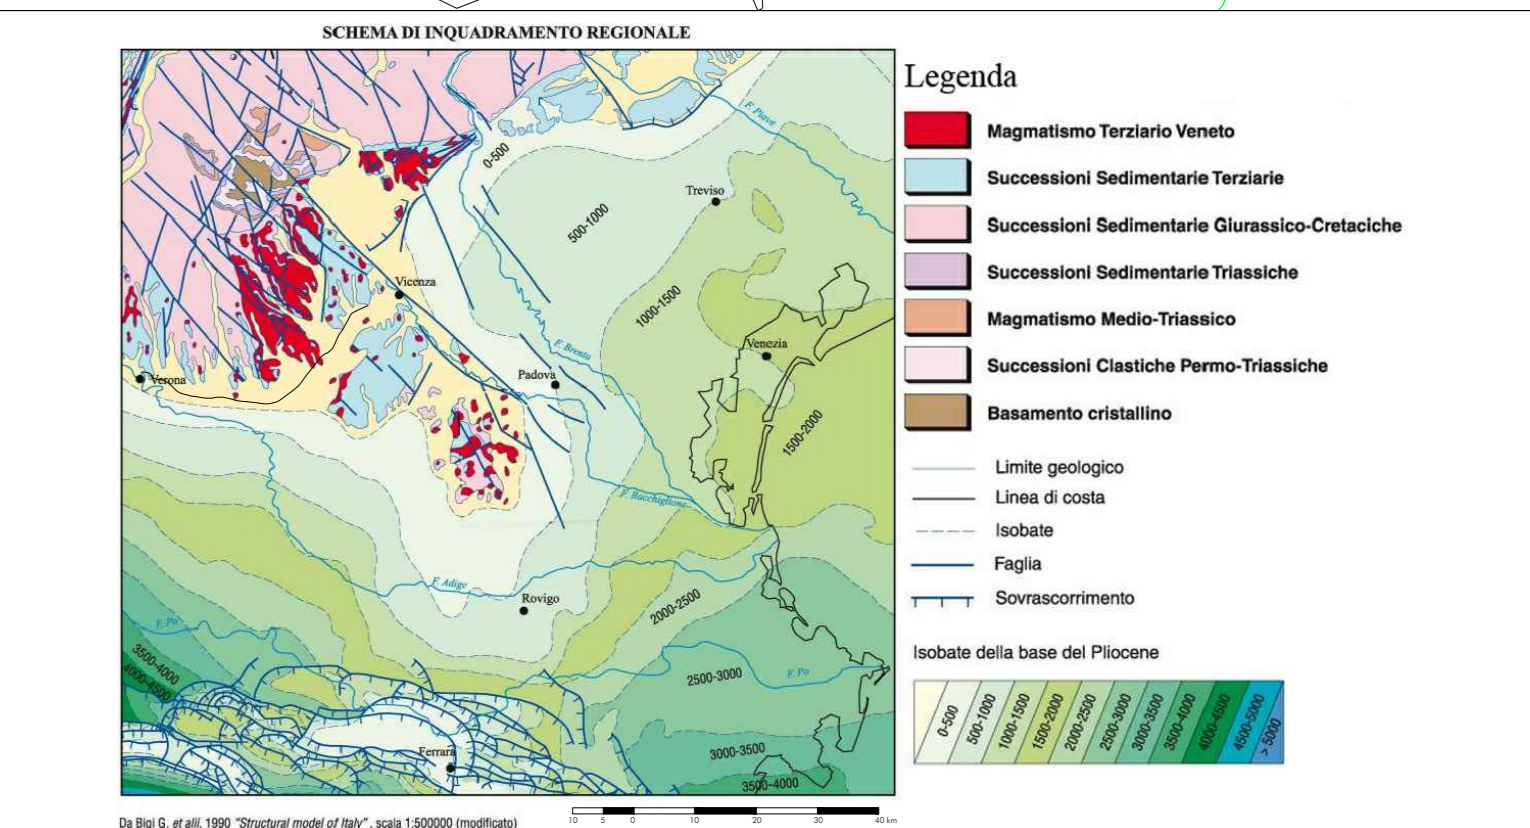 SCHEMA DI INQUADRAMENTO REGIONALE
F. Piave
0-500
Treviso
500-1000
Vicenza
1000-1500
Venezia
F. Brenta
Padova
Verona
1500-2000
F. Bacchiglione
F. Adige
Rovigo
2000-2500
F. Po
3500-4000
4000-4500
2500-3000
F. Po
Ferrara
3000-3500
3500-4000
Legenda
Magmatismo Terziario Veneto
Successioni Sedimentarie Terziarie
Successioni Sedimentarie Giurassico-Cretaciche
Successioni Sedimentarie Triassiche
Magmatismo Medio-Triassico
Successioni Clastiche Permo-Triassiche
Basamento cristallino
Limite geologico
Linea di costa
Isobate
Faglia
Sovrascorrimento
Isobate della base del Pliocene
0-500
500-1000
1000-1500
1500-2000
2000-2500
2500-3000
3000-3500
3500-4000
4000-4500
4500-5000
> 5000
Da Bigi G. et alii, 1990 "Structural model of Italy", scala 1:500000 (modificato)
10 5 0 10 20 30 40 km